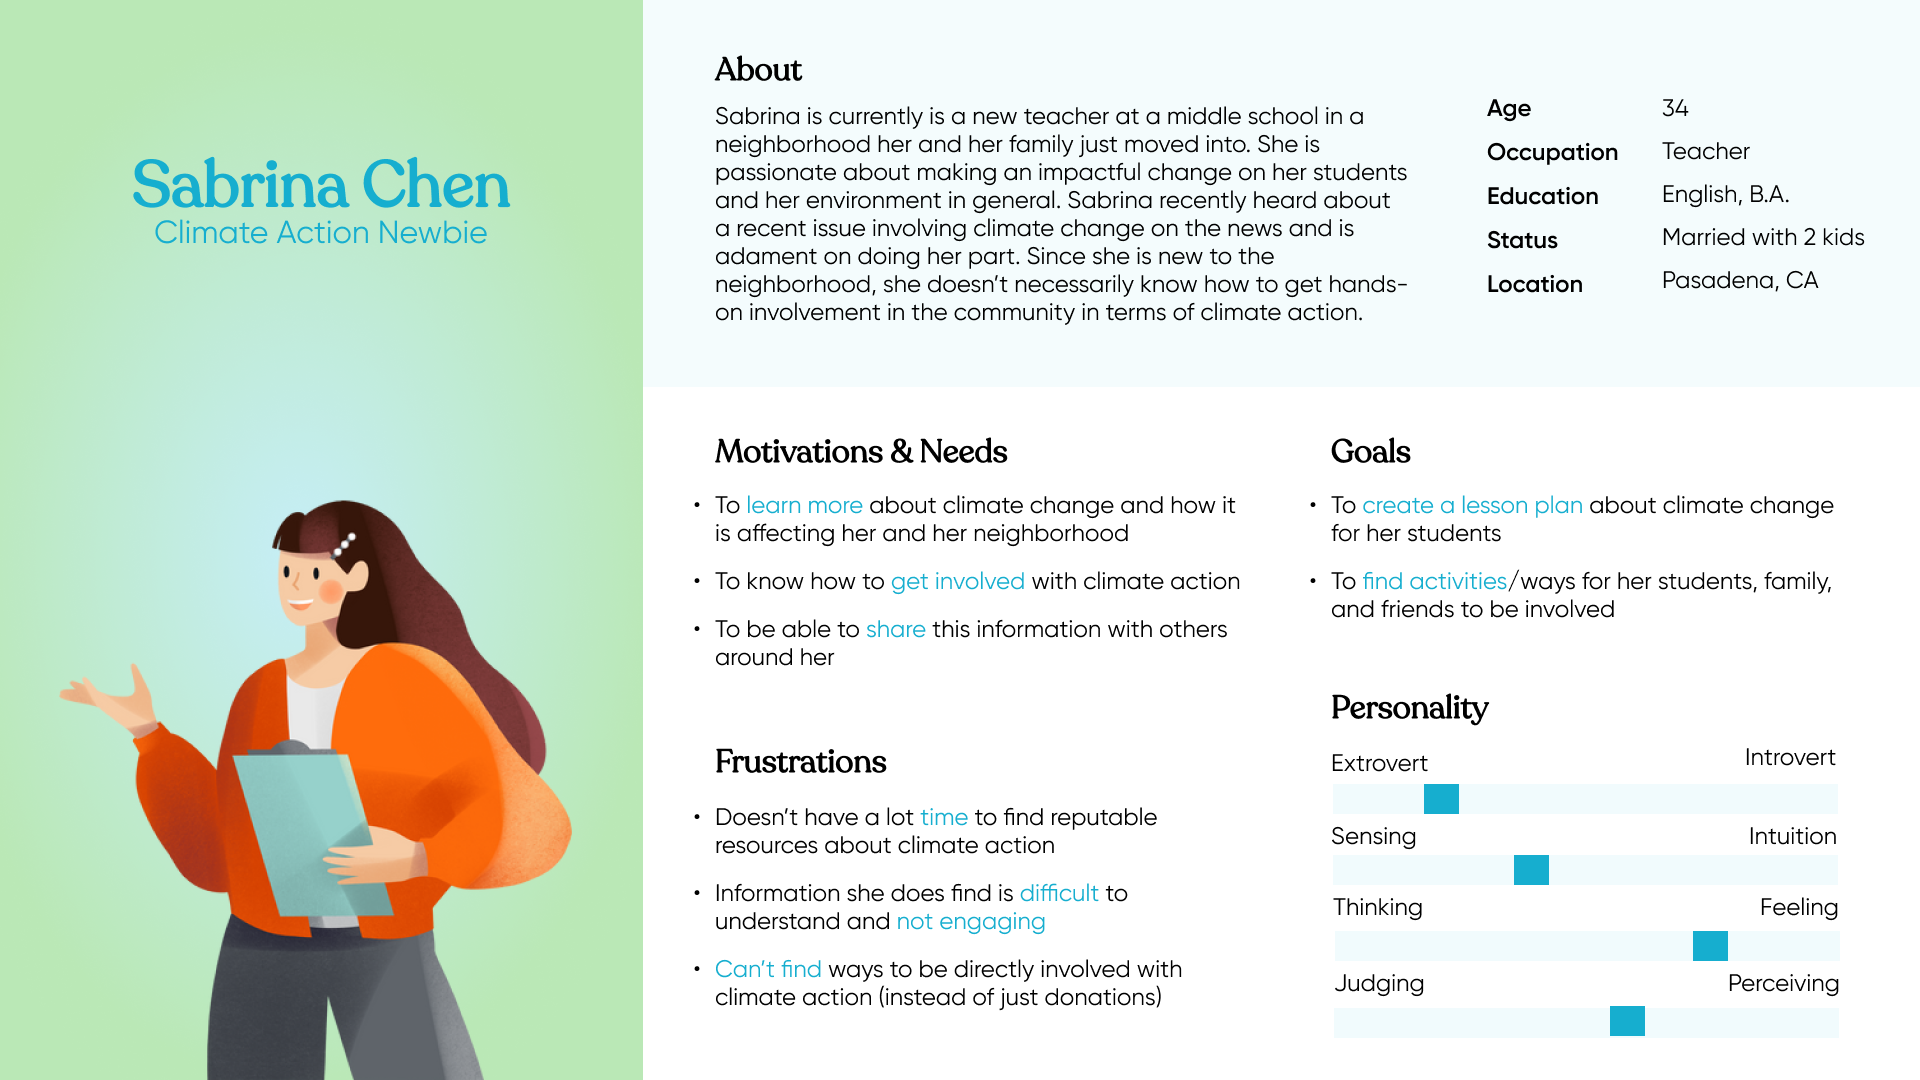 Sabrina Chen
Climate Action Newbie
About
Sabrina is currently is a new teacher at a middle school in a
neighborhood her and her family just moved into. She is
passionate about making an impactful change on her students
and her environment in general. Sabrina recently heard about
a recent issue involving climate change on the news and is
adament on doing her part. Since she is new to the
neighborhood, she doesn't necessarily know how to get hands-
on involvement in the community in terms of climate action.
Age 34
Occupation Teacher
Education English, B.A.
Status Married with 2 kids
Location Pasadena, CA
Motivations & Needs
• To learn more about climate change and how it
is affecting her and her neighborhood
• To know how to get involved with climate action
• To be able to share this information with others
around her
Frustrations
• Doesn't have a lot time to find reputable
resources about climate action
• Information she does find is difficult to
understand and not engaging
• Can't find ways to be directly involved with
climate action (instead of just donations)
Goals
• To create a lesson plan about climate change
for her students
• To find activities/ways for her students, family,
and friends to be involved
Personality
Extrovert Introvert
Sensing Intuition
Thinking Feeling
Judging Perceiving